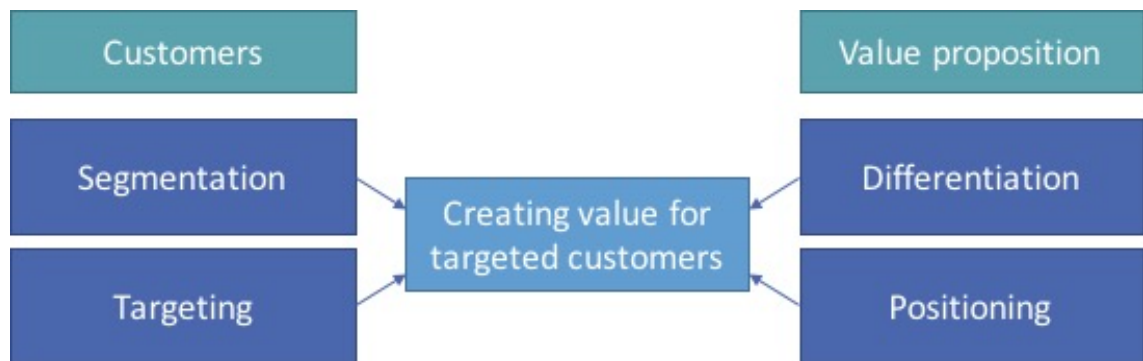 Customers
Value proposition
Segmentation
Differentiation
Creating value for
targeted customers
Targeting
Positioning